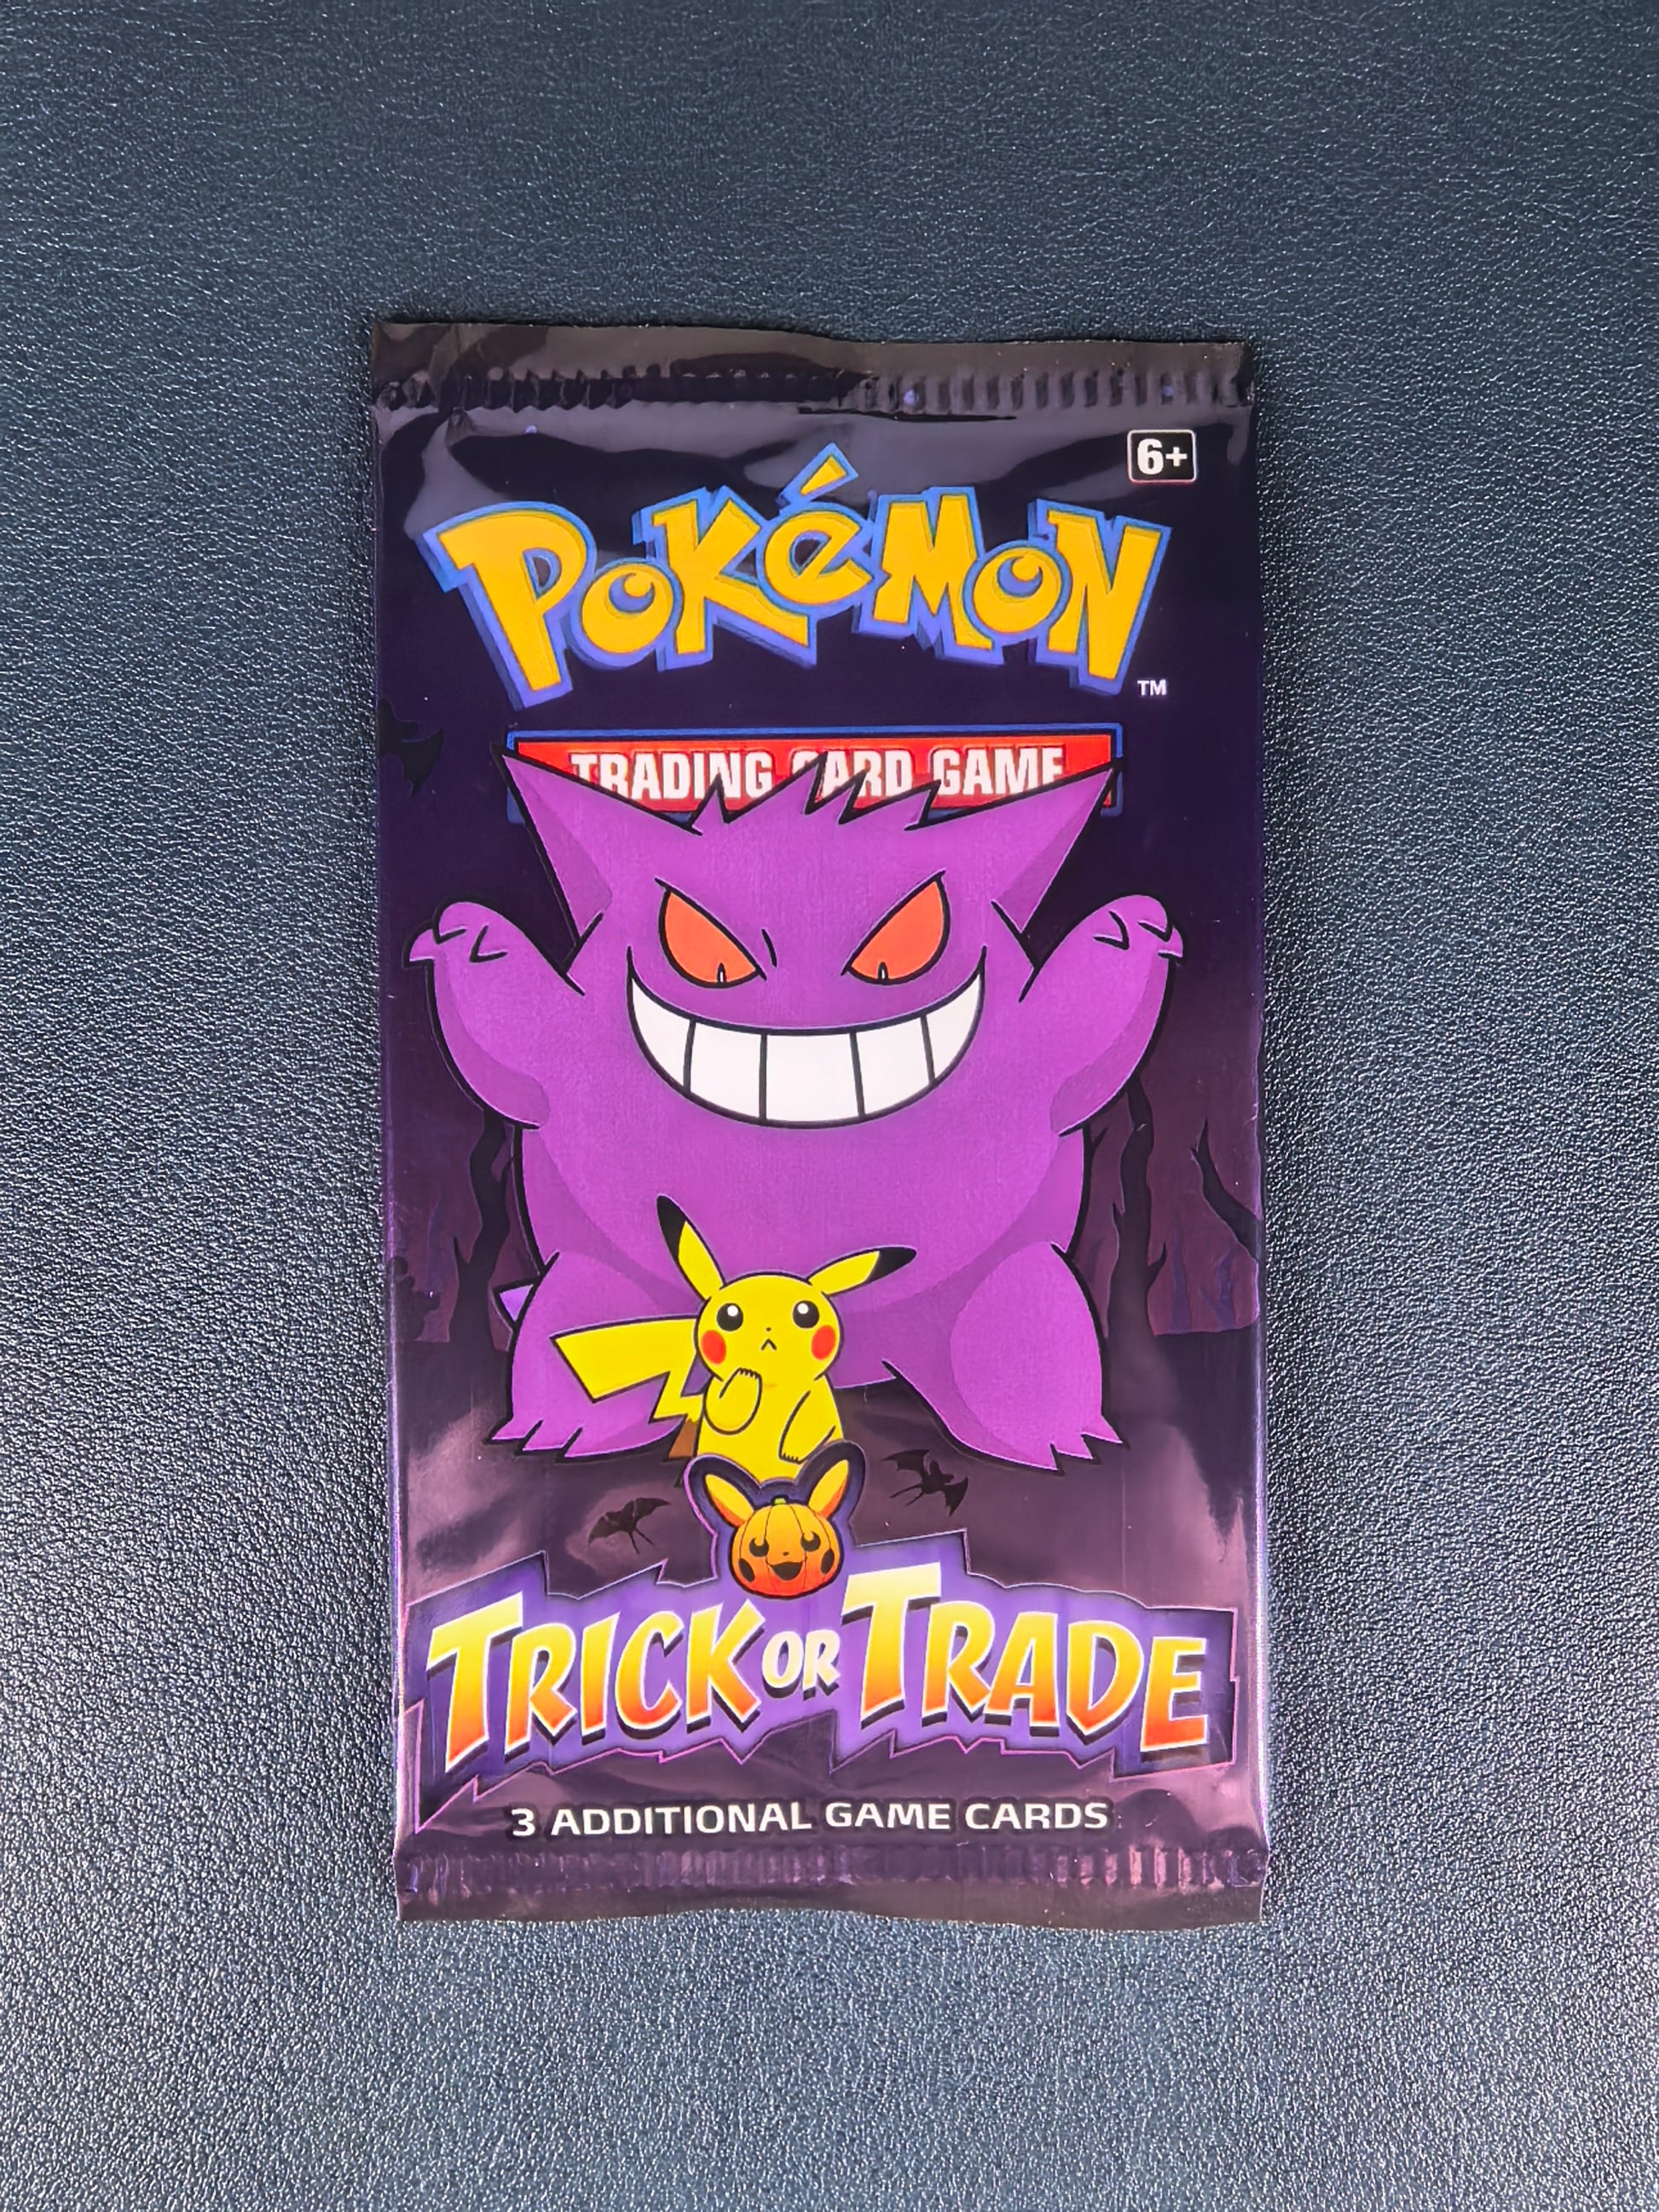 6+
POKéMON
TM
TRADING CARD GAME
TRICK OR TRADE
3 ADDITIONAL GAME CARDS